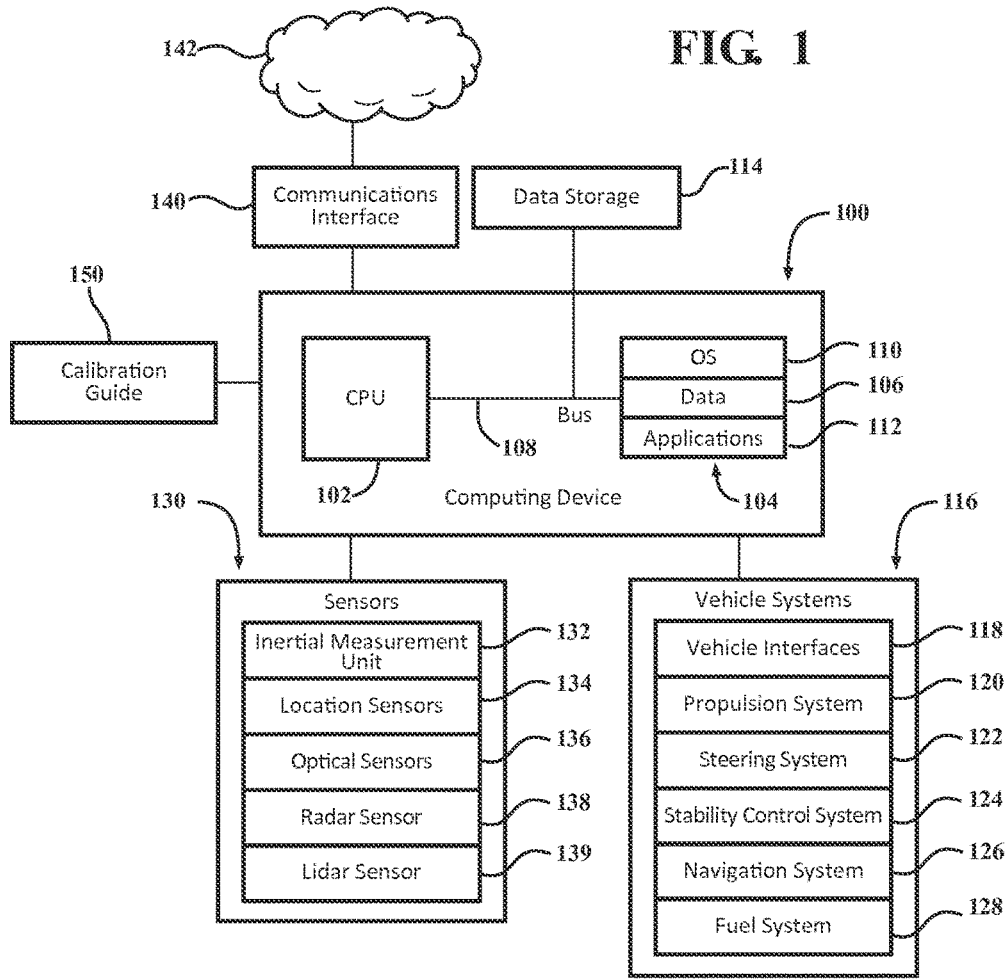 FIG. 1
142
Communications
Interface
140
Data Storage
114
100
150
Calibration
Guide
CPU
102
Bus
108
OS
110
Data
106
Applications
112
104
Computing Device
130
116
Sensors
Inertial Measurement
Unit
132
Location Sensors
134
Optical Sensors
136
Radar Sensor
138
Lidar Sensor
139
Vehicle Systems
Vehicle Interfaces
118
Propulsion System
120
Steering System
122
Stability Control System
124
Navigation System
126
Fuel System
128